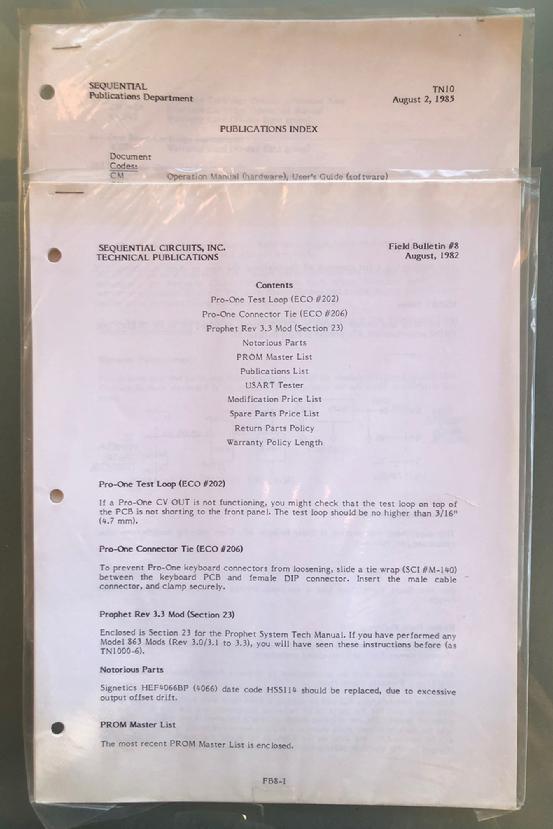 SEQUENTIAL
Publications Department
TN10
August 2, 1985
PUBLICATIONS INDEX
Document
Codes:
CM Operation Manual (hardware), User's Guide (software)
SEQUENTIAL CIRCUITS, INC.
TECHNICAL PUBLICATIONS
Field Bulletin #8
August, 1982
Contents
Pro-One Test Loop (ECO #202)
Pro-One Connector Tie (ECO #206)
Prophet Rev 3.3 Mod (Section 23)
Notorious Parts
PROM Master List
Publications List
USART Tester
Modification Price List
Spare Parts Price List
Return Parts Policy
Warranty Policy Length
Pro-One Test Loop (ECO #202)
If a Pro-One CV OUT is not functioning, you might check that the test loop on top of
the PCB is not shorting to the front panel. The test loop should be no higher than 3/16"
(4.7 mm).
Pro-One Connector Tie (ECO #206)
To prevent Pro-One keyboard connectors from loosening, slide a tie wrap (SCI #M-140)
between the keyboard PCB and female DIP connector. Insert the male cable
connector, and clamp securely.
Prophet Rev 3.3 Mod (Section 23)
Enclosed is Section 23 for the Prophet System Tech Manual. If you have performed any
Model 863 Mods (Rev 3.0/3.1 to 3.3), you will have seen these instructions before (as
TN1000-6).
Notorious Parts
Signetics HEF4066BP (4066) date code HSS114 should be replaced, due to excessive
output offset drift.
PROM Master List
The most recent PROM Master List is enclosed.
FB8-1